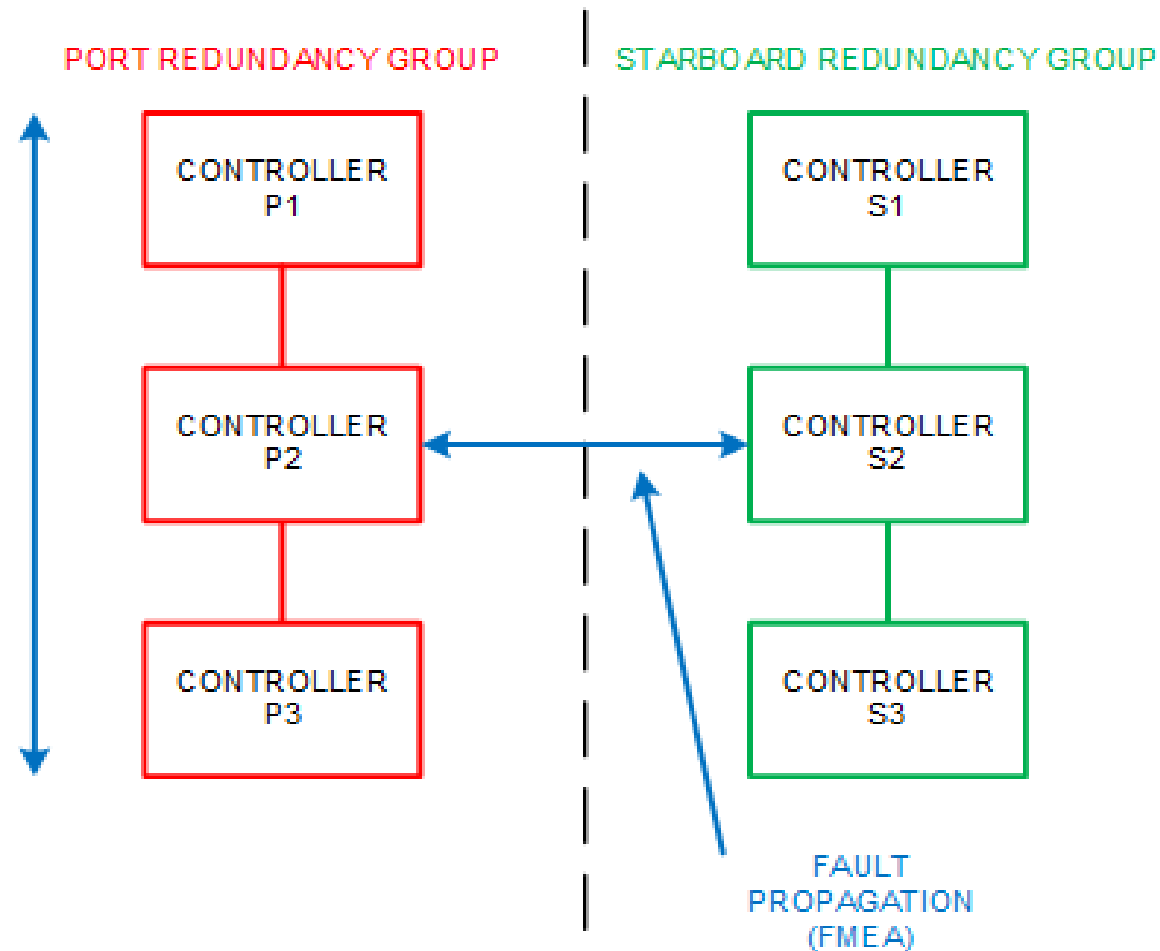 PORT REDUNDANCY GROUP
STARBOARD REDUNDANCY GROUP
CONTROLLER
P1
CONTROLLER
S1
CONTROLLER
P2
CONTROLLER
S2
CONTROLLER
P3
CONTROLLER
S3
FAULT
PROPAGATION
(FMEA)